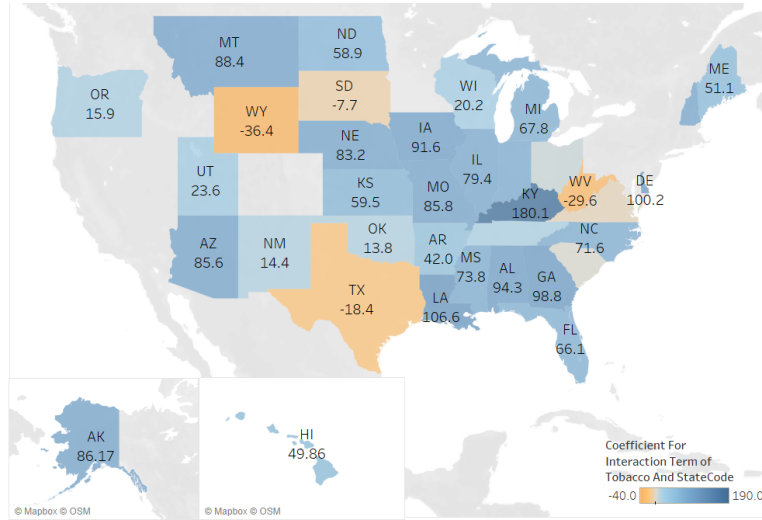 MT
88.4
ND
58.9
OR
15.9
WY
-36.4
SD
-7.7
WI
20.2
MI
67.8
ME
51.1
UT
23.6
NE
83.2
IA
91.6
IL
79.4
KS
59.5
MO
85.8
KY
180.1
WV
-29.6
DE
100.2
AZ
85.6
NM
14.4
OK
13.8
AR
42.0
MS
73.8
AL
94.3
GA
98.8
NC
71.6
TX
-18.4
LA
106.6
FL
66.1
AK
86.17
HI
49.86
© Mapbox © OSM
© Mapbox © OSM
Coefficient For
Interaction Term of
Tobacco And StateCode
-40.0 190.0